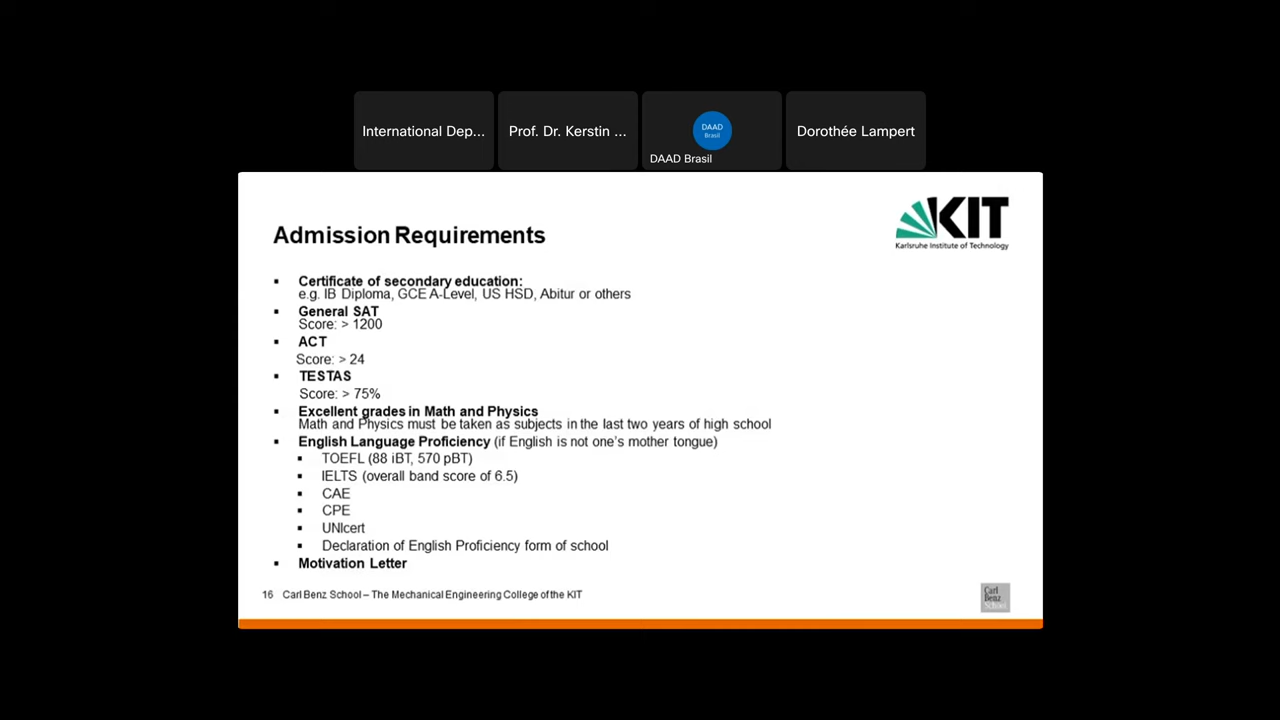 International Dep...
Prof. Dr. Kerstin ...
DAAD
Brasil
DAAD Brasil
Dorothée Lampert
KIT
Karlsruhe Institute of Technology
Admission Requirements
▪ Certificate of secondary education:
e.g. IB Diploma, GCE A-Level, US HSD, Abitur or others
▪ General SAT
Score: > 1200
▪ ACT
Score: > 24
▪ TESTAS
Score: > 75%
▪ Excellent grades in Math and Physics
Math and Physics must be taken as subjects in the last two years of high school
▪ English Language Proficiency (if English is not one's mother tongue)
▪ TOEFL (88 iBT, 570 pBT)
▪ IELTS (overall band score of 6.5)
▪ CAE
▪ CPE
▪ UNIcert
▪ Declaration of English Proficiency form of school
▪ Motivation Letter
16 Carl Benz School – The Mechanical Engineering College of the KIT
Carl
Benz
School